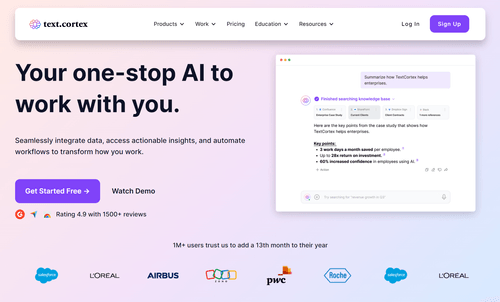 text.cortex
Products
Work
Pricing
Education
Resources
Log In
Sign Up
Your one-stop AI to
work with you.
Seamlessly integrate data, access actionable insights, and automate
workflows to transform how you work.
Get Started Free →
Watch Demo
Rating 4.9 with 1500+ reviews
Summarize how TextCortex helps
enterprises.
Finished searching knowledge base
Here are the key points from the case study that shows how
TextCortex helps enterprises.
Key points:
• 3 work days a month saved per employee.
• Up to 28x return on investment.
• 60% increased confidence in employees using AI.
1M+ users trust us to add a 13th month to their year
salesforce
L'ORÉAL
AIRBUS
pwc
Roche
salesforce
L'ORÉAL